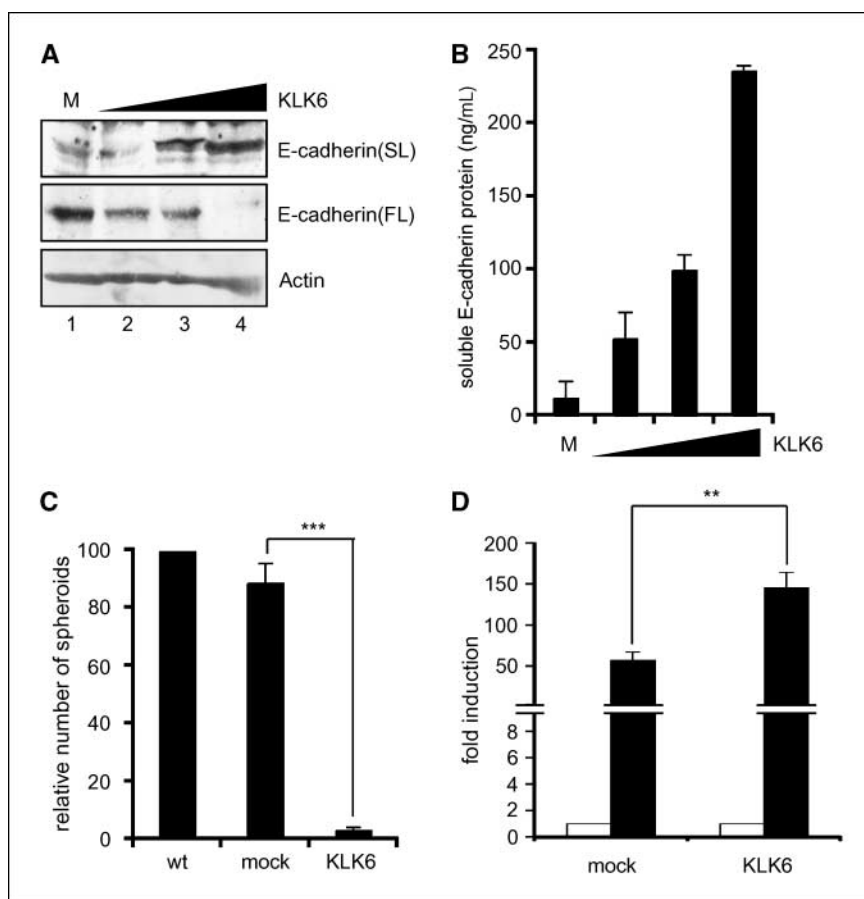 A
M
KLK6
E-cadherin(SL)
E-cadherin(FL)
Actin
1 2 3 4
B
soluble E-cadherin protein (ng/mL)
250
200
150
100
50
0
M
KLK6
C
relative number of spheroids
100
80
60
40
20
0
***
wt mock KLK6
D
fold induction
200
150
100
50
8
6
4
2
0
**
mock KLK6